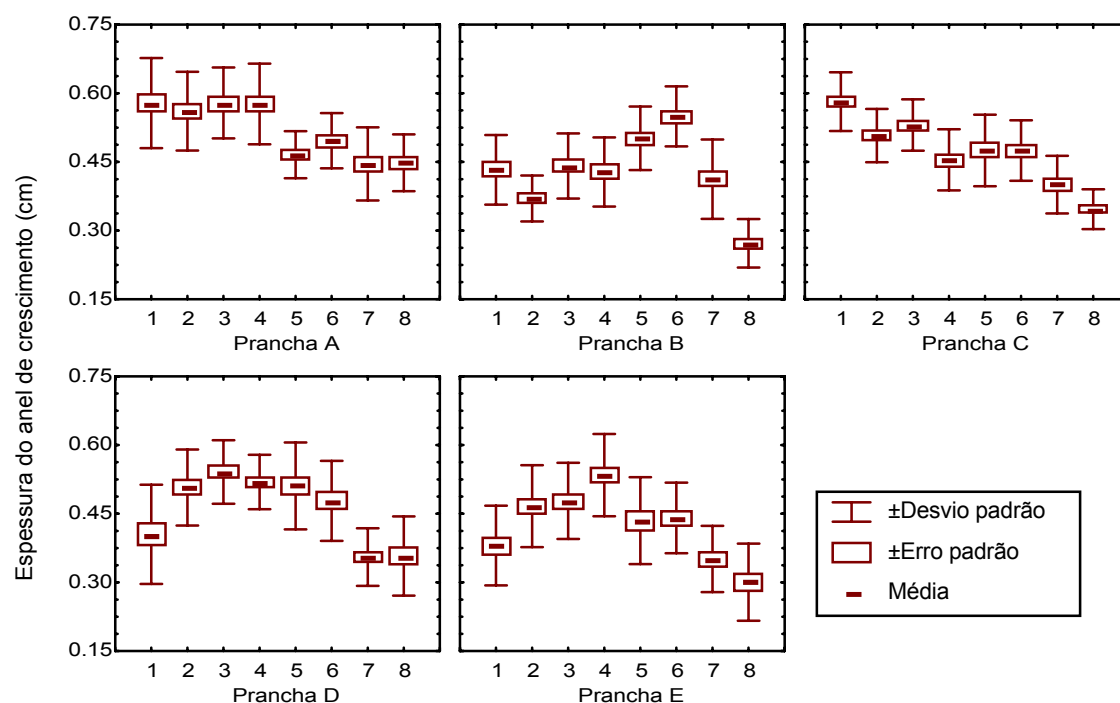 Espessura do anel de crescimento (cm)
0.75
0.60
0.45
0.30
0.15
1 2 3 4 5 6 7 8
Prancha A
1 2 3 4 5 6 7 8
Prancha B
1 2 3 4 5 6 7 8
Prancha C
0.75
0.60
0.45
0.30
0.15
1 2 3 4 5 6 7 8
Prancha D
1 2 3 4 5 6 7 8
Prancha E
±Desvio padrão
±Erro padrão
Média